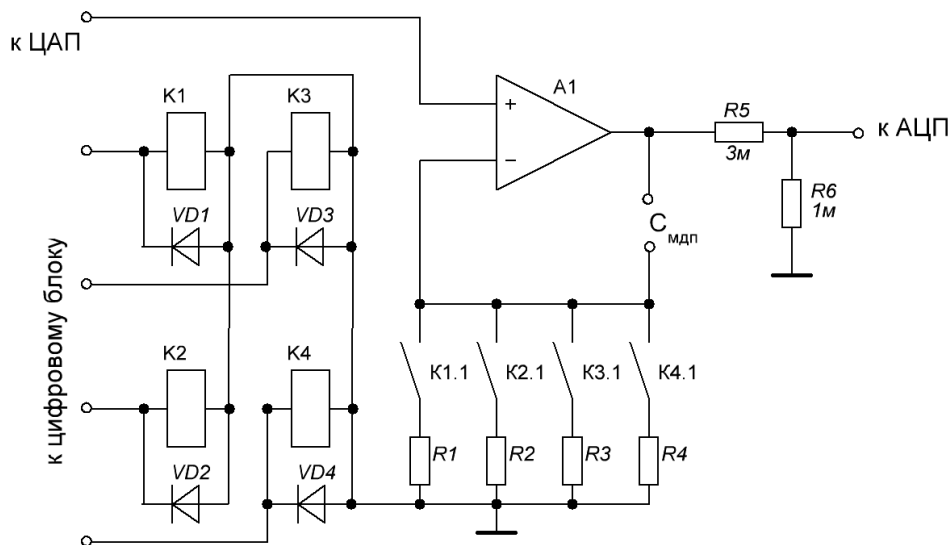 к ЦАП
K1
K3
VD1
VD3
к цифровому блоку
K2
K4
VD2
VD4
A1
+
−
R5
3м
к АЦП
R6
1м
Cмдп
K1.1
K2.1
K3.1
K4.1
R1
R2
R3
R4